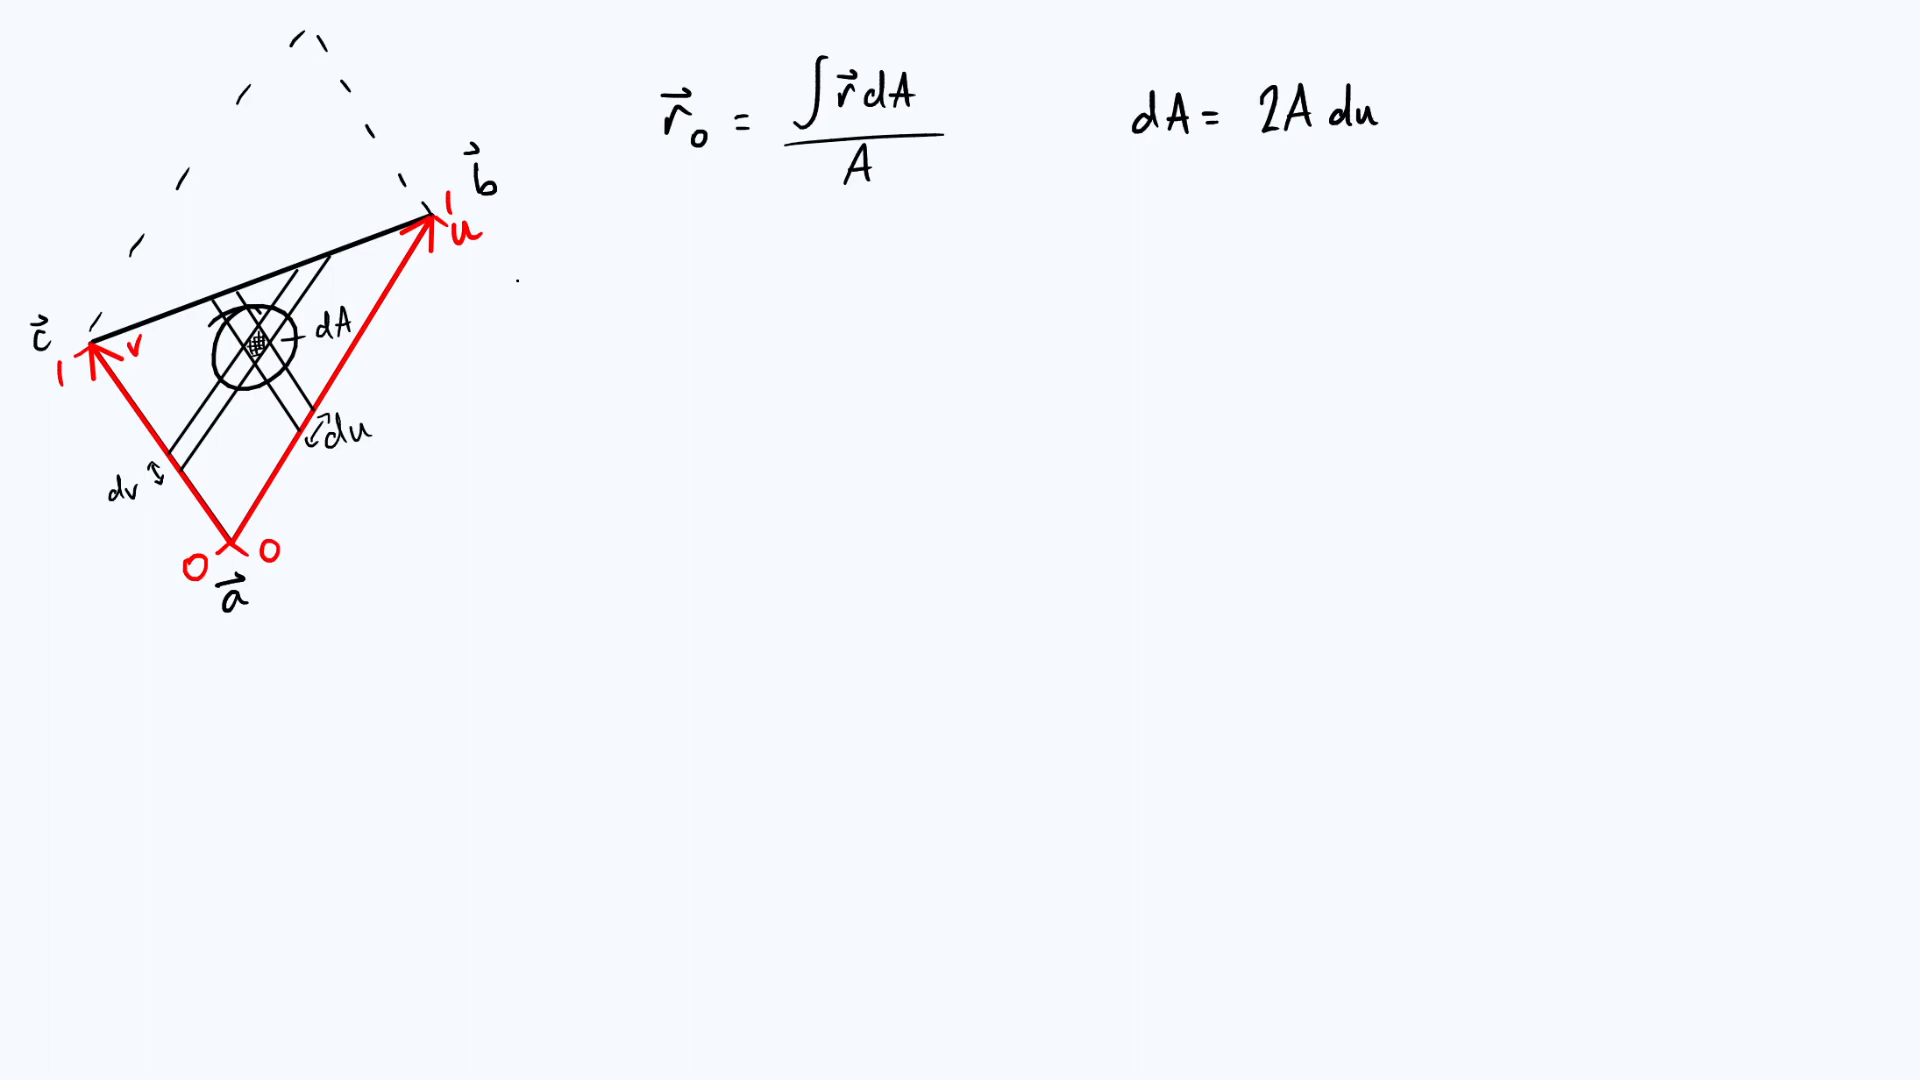 r⃗₀ = ∫ r⃗ dA / A
dA = 2A du
b⃗
1
u
c⃗
1
v
dA
du
dv
0
0
a⃗